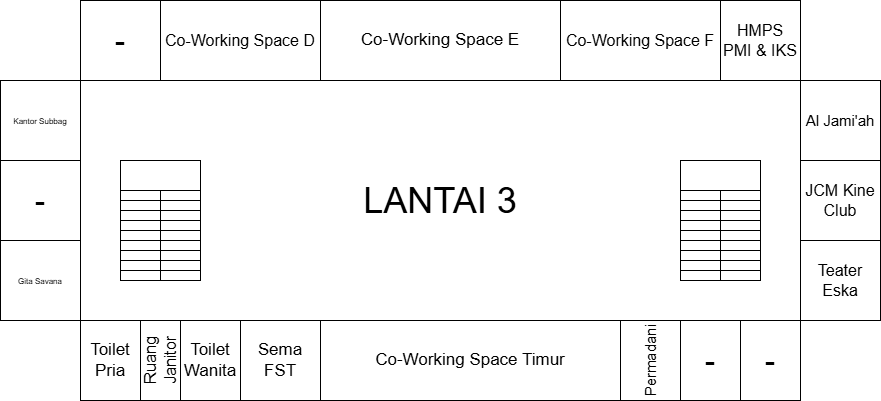 -
Co-Working Space D
Co-Working Space E
Co-Working Space F
HMPS
PMI & IKS
Kantor Subbag
Al Jami'ah
LANTAI 3
-
JCM Kine
Club
Gita Savana
Teater
Eska
Toilet
Pria
Ruang
Janitor
Toilet
Wanita
Sema
FST
Co-Working Space Timur
Permadani
-
-